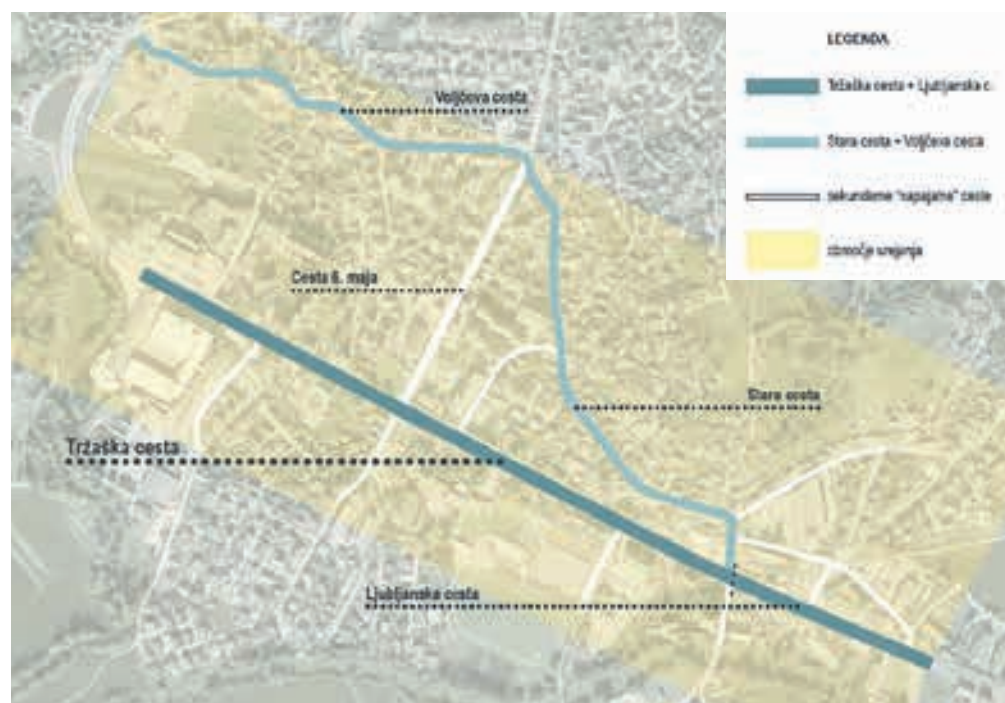 Voljčeva cesta
Cesta 6. maja
Tržaška cesta
Stara cesta
Ljubljanska cesta
LEGENDA
Tržaška cesta + Ljubljanska c.
Stara cesta + Voljčeva cesta
sekundarne "napajalne" ceste
območje urejanja